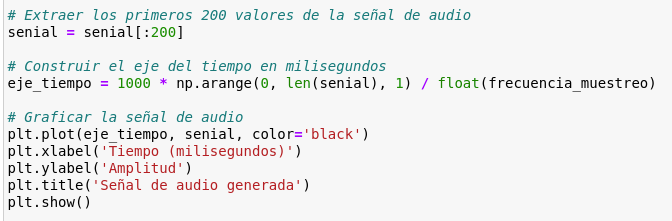 # Extraer los primeros 200 valores de la señal de audio
senial = senial[:200]
# Construir el eje del tiempo en milisegundos
eje_tiempo = 1000 * np.arange(0, len(senial), 1) / float(frecuencia_muestreo)
# Graficar la señal de audio
plt.plot(eje_tiempo, senial, color='black')
plt.xlabel('Tiempo (milisegundos)')
plt.ylabel('Amplitud')
plt.title('Señal de audio generada')
plt.show()